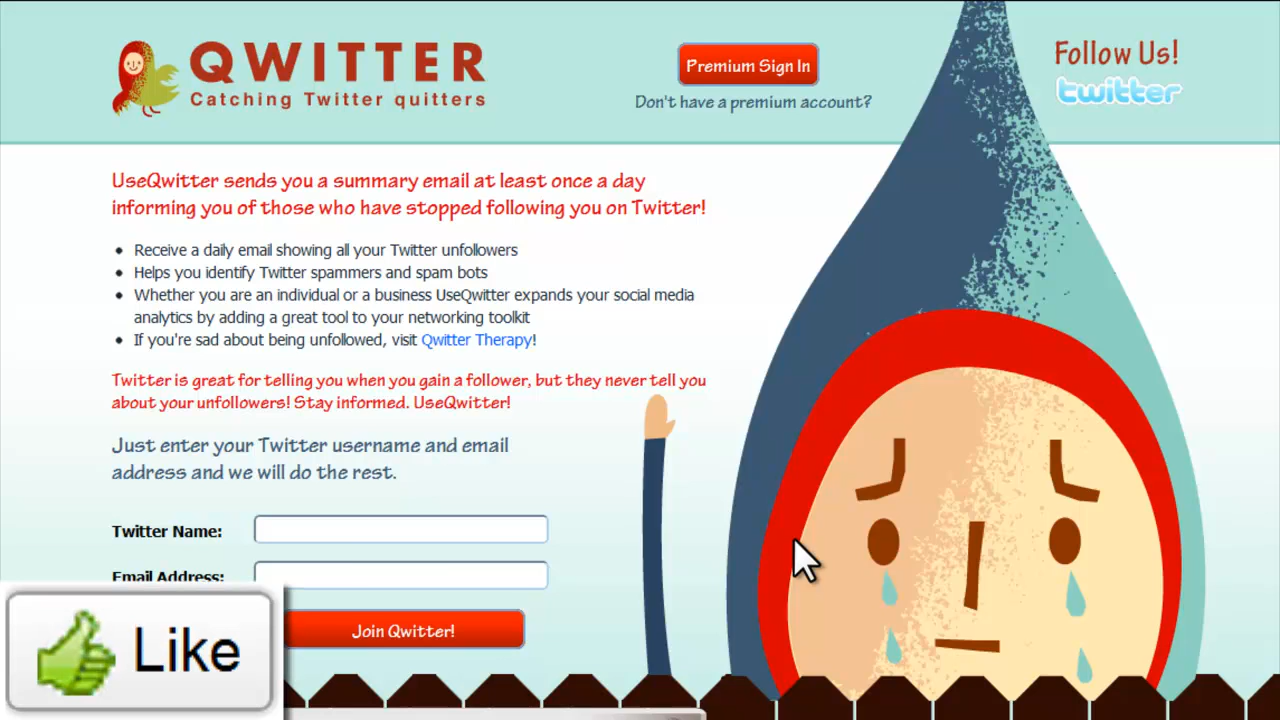 QWITTER
Catching Twitter quitters
Premium Sign In
Don't have a premium account?
Follow Us!
twitter
UseQwitter sends you a summary email at least once a day
informing you of those who have stopped following you on Twitter!
Receive a daily email showing all your Twitter unfollowers
Helps you identify Twitter spammers and spam bots
Whether you are an individual or a business UseQwitter expands your social media
analytics by adding a great tool to your networking toolkit
If you're sad about being unfollowed, visit Qwitter Therapy!
Twitter is great for telling you when you gain a follower, but they never tell you
about your unfollowers! Stay informed. UseQwitter!
Just enter your Twitter username and email
address and we will do the rest.
Twitter Name:
Email Address:
Join Qwitter!
Like